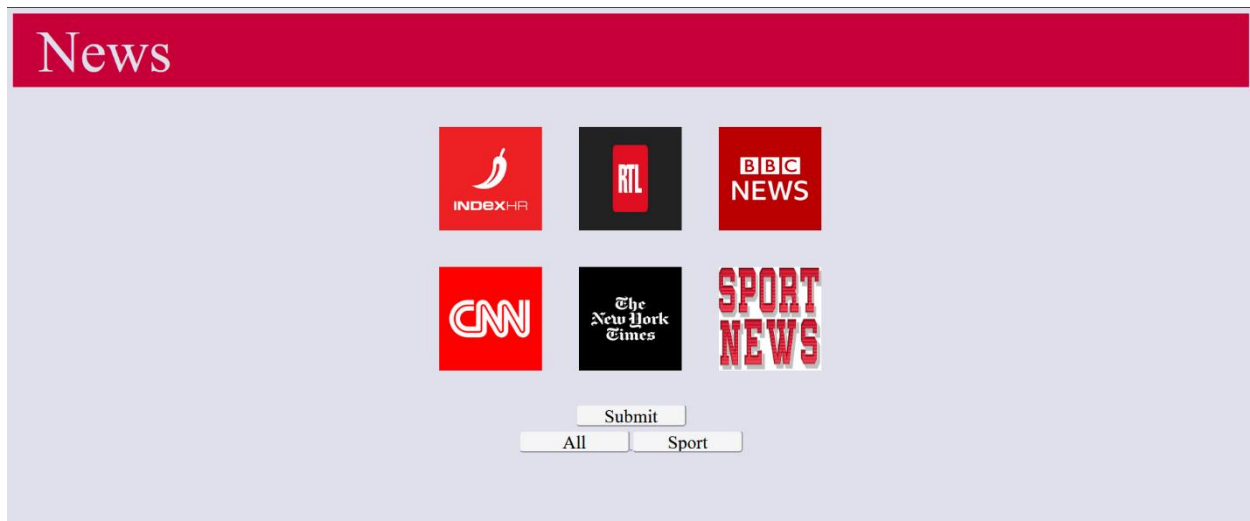 News
INDEXHR
RTL
BBC
NEWS
CNN
The
New York
Times
SPORT
NEWS
Submit
All Sport